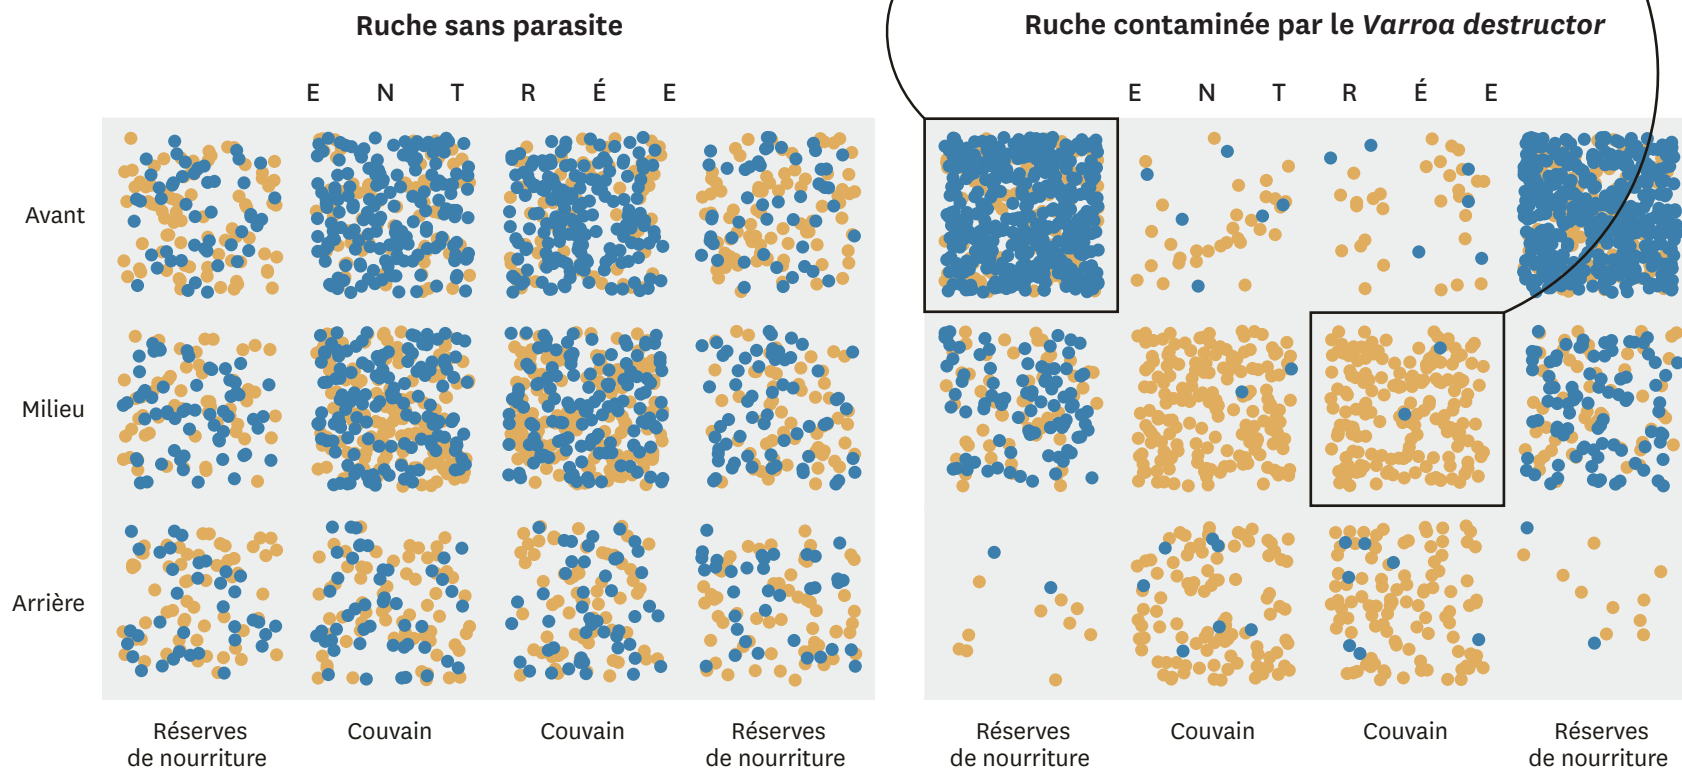 Ruche sans parasite
Ruche contaminée par le Varroa destructor
E N T R É E
E N T R É E
Avant
Milieu
Arrière
Réserves
de nourriture
Couvain
Couvain
Réserves
de nourriture
Réserves
de nourriture
Couvain
Couvain
Réserves
de nourriture